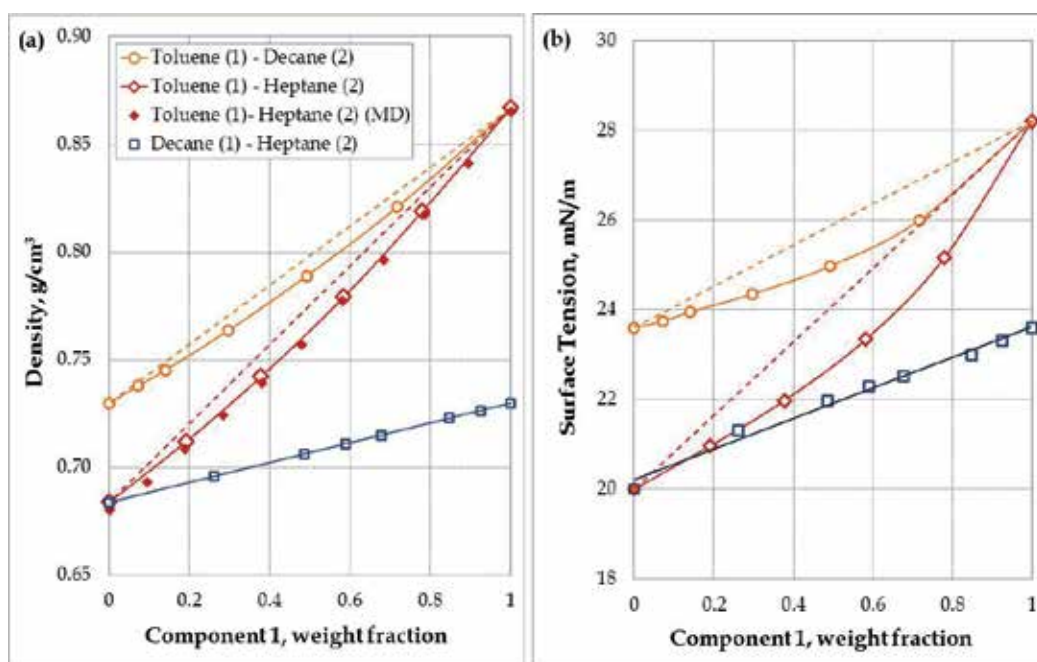 (a)
0.90
0.85
0.80
0.75
0.70
0.65
Density, g/cm³
Toluene (1) - Decane (2)
Toluene (1) - Heptane (2)
Toluene (1)- Heptane (2) (MD)
Decane (1) - Heptane (2)
0 0.2 0.4 0.6 0.8 1
Component 1, weight fraction
(b)
30
28
26
24
22
20
18
Surface Tension, mN/m
0 0.2 0.4 0.6 0.8 1
Component 1, weight fraction